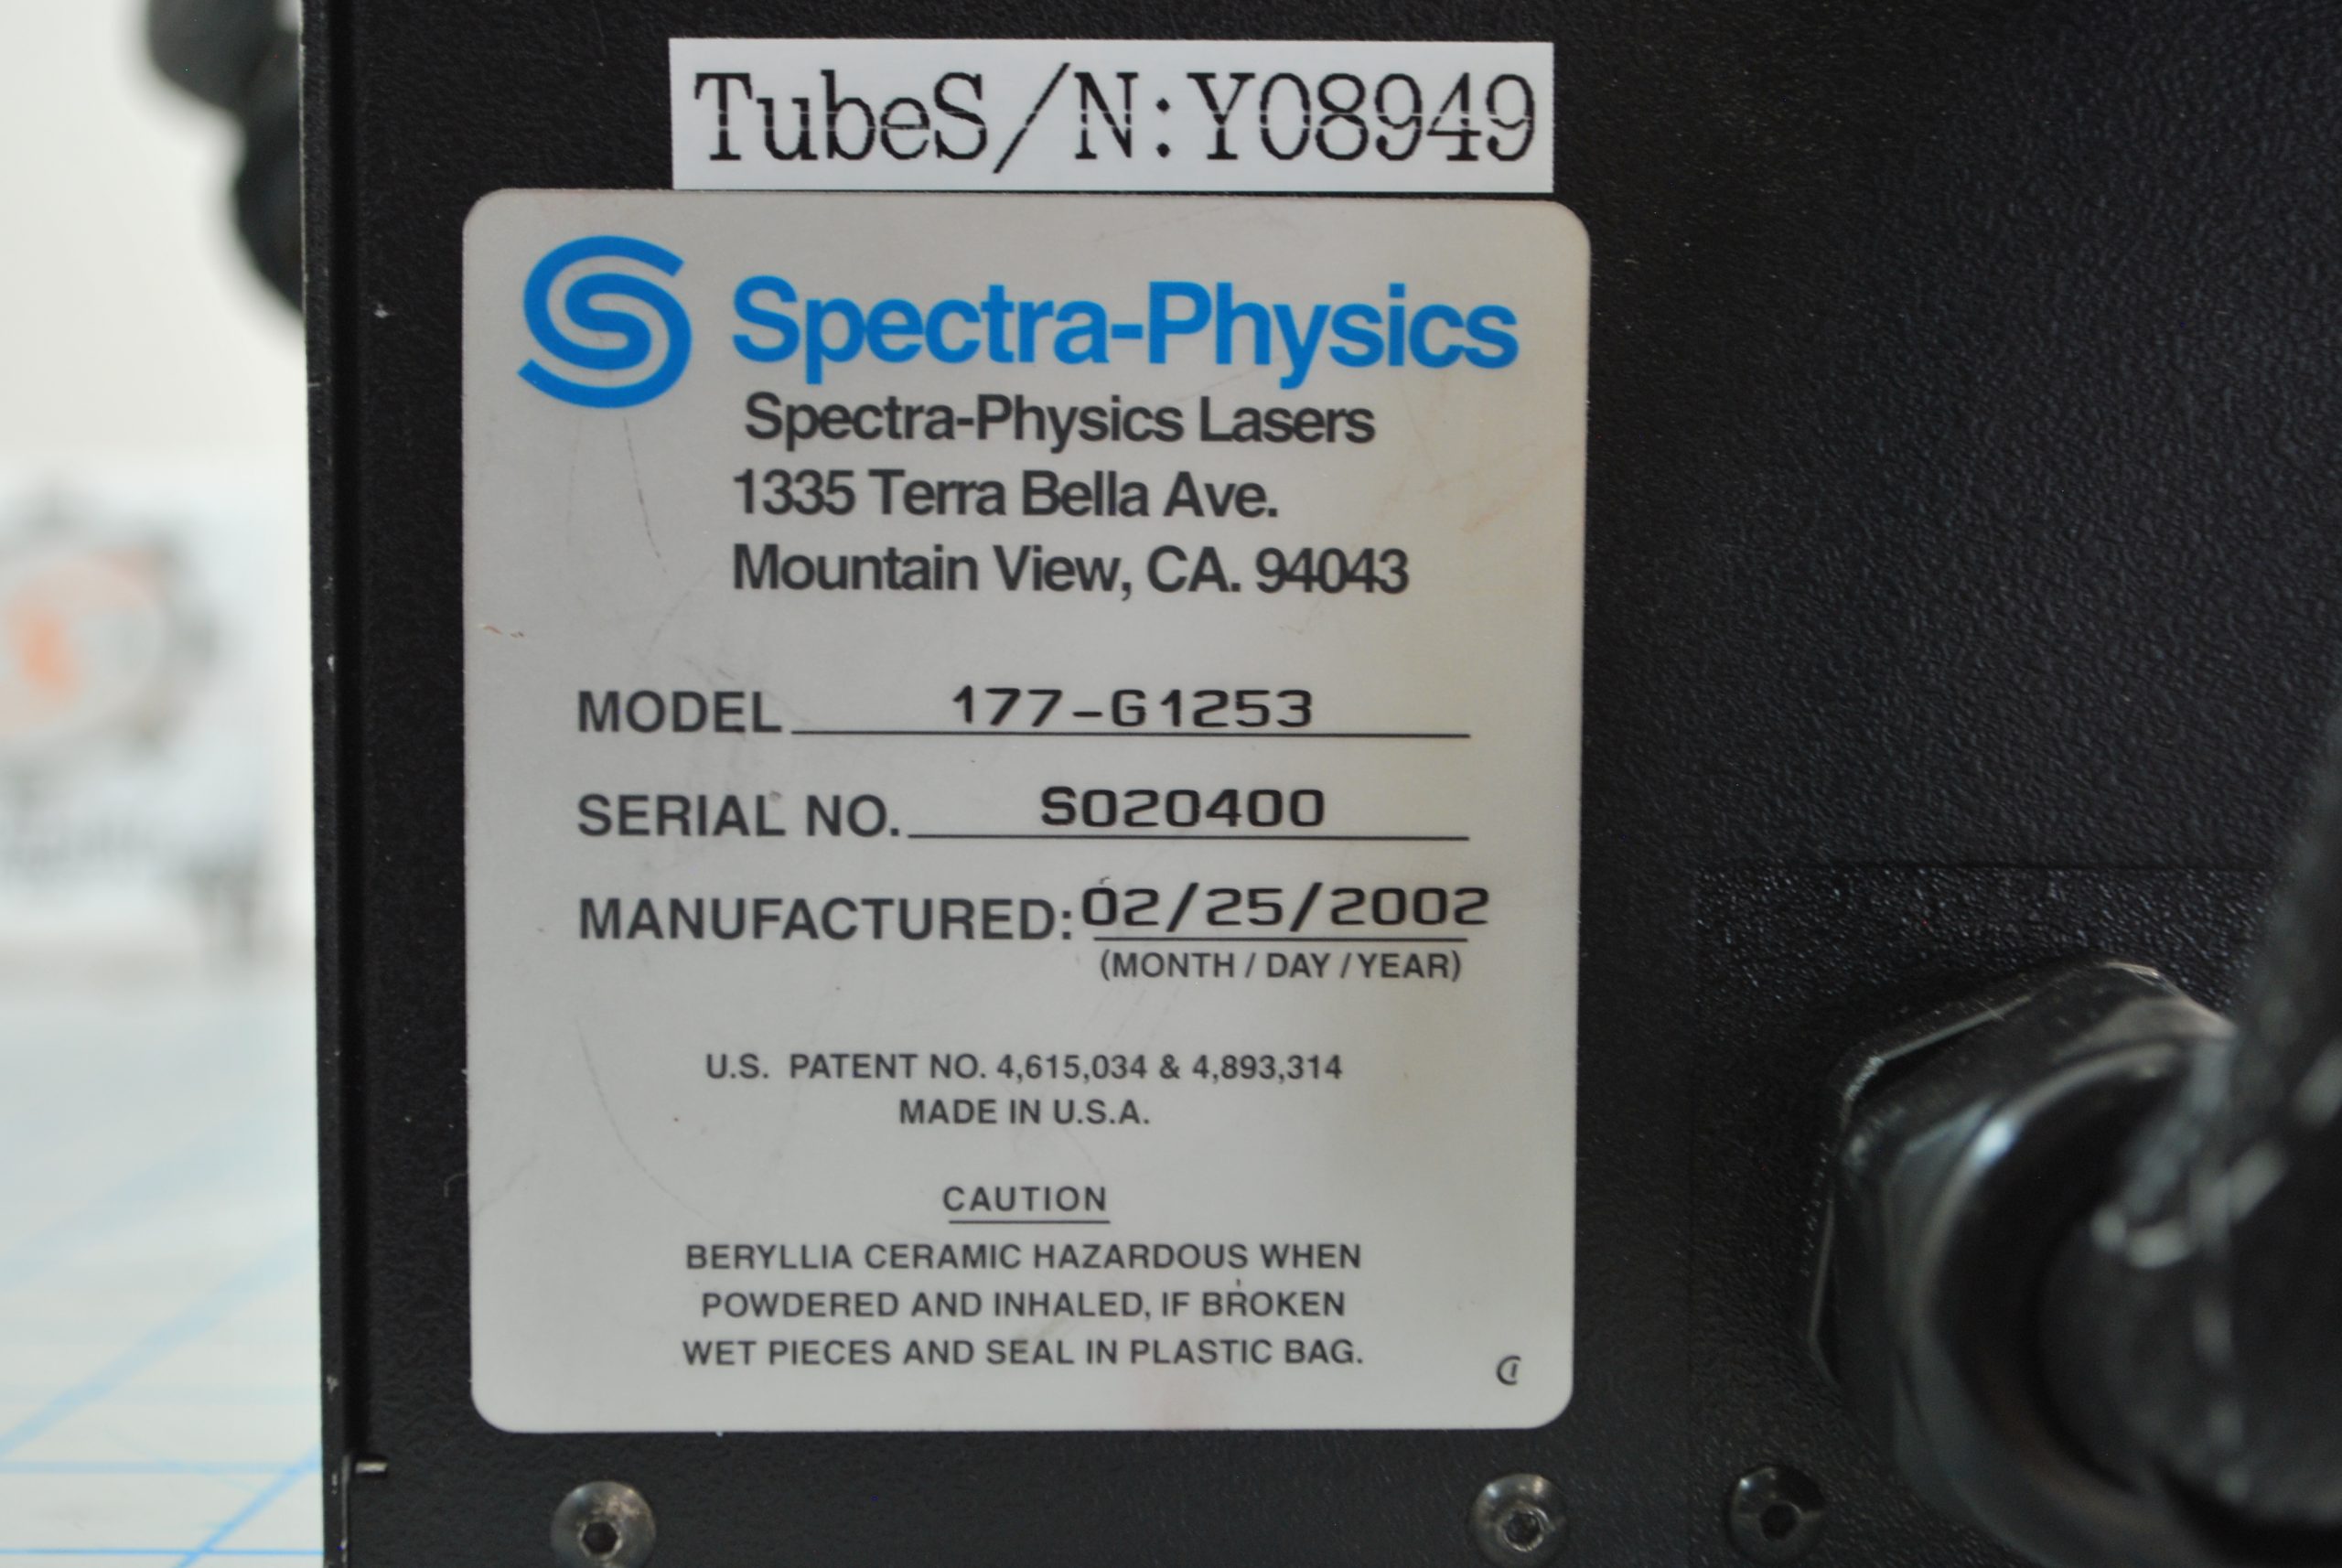 TubeS/N:Y08949
Spectra-Physics
Spectra-Physics Lasers
1335 Terra Bella Ave.
Mountain View, CA. 94043
MODEL 177-G1253
SERIAL NO. S020400
MANUFACTURED: 02/25/2002
(MONTH / DAY / YEAR)
U.S. PATENT NO. 4,615,034 & 4,893,314
MADE IN U.S.A.
CAUTION
BERYLLIA CERAMIC HAZARDOUS WHEN
POWDERED AND INHALED, IF BROKEN
WET PIECES AND SEAL IN PLASTIC BAG.